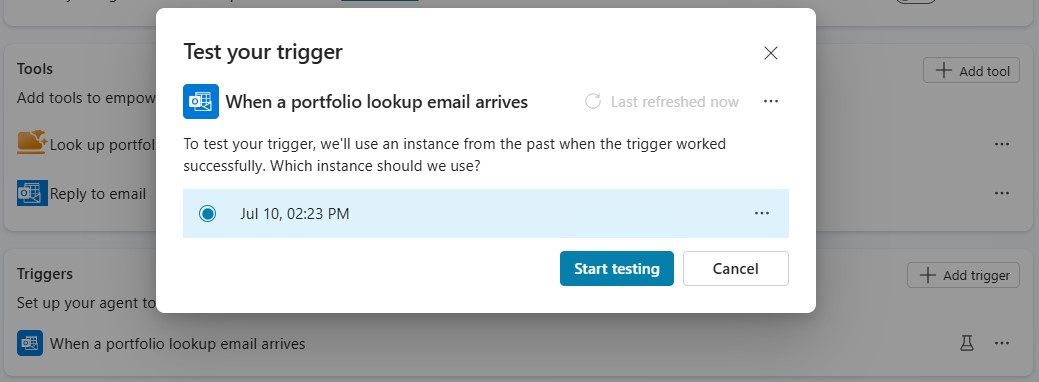 Test your trigger
When a portfolio lookup email arrives
Last refreshed now
To test your trigger, we'll use an instance from the past when the trigger worked
successfully. Which instance should we use?
Jul 10, 02:23 PM
Start testing
Cancel
Tools
Add tool
Add tools to empow
Look up portfol
Reply to email
Triggers
Add trigger
Set up your agent to
When a portfolio lookup email arrives